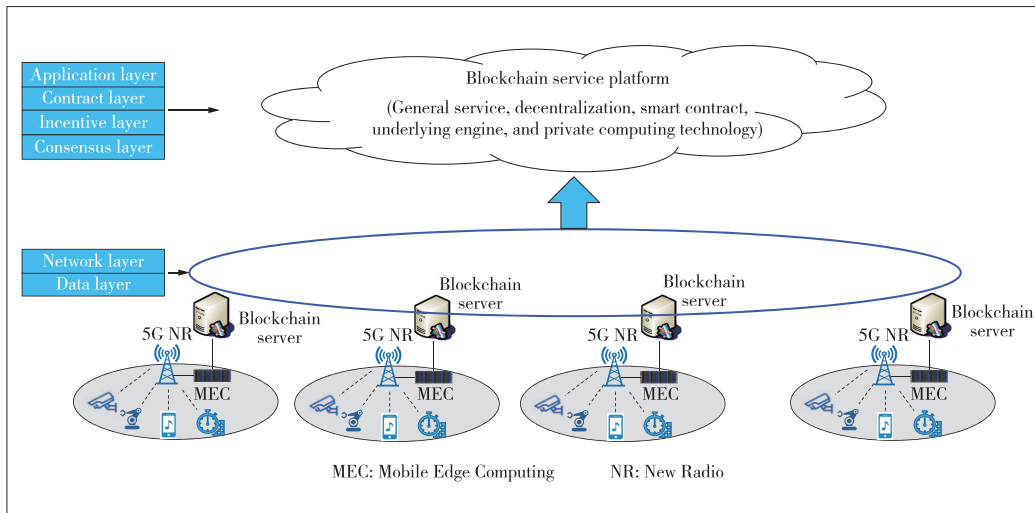 Application layer
Contract layer
Incentive layer
Consensus layer
Blockchain service platform
(General service, decentralization, smart contract,
underlying engine, and private computing technology)
Network layer
Data layer
Blockchain
server
5G NR
MEC
Blockchain
server
5G NR
MEC
Blockchain
server
5G NR
MEC
Blockchain
server
5G NR
MEC
MEC: Mobile Edge Computing
NR: New Radio